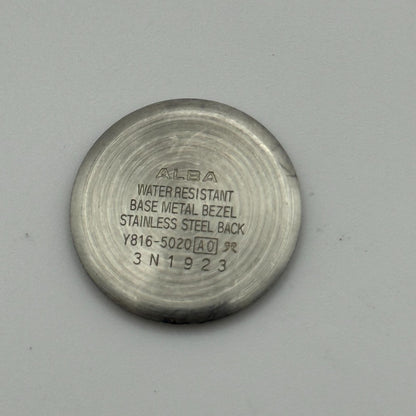 ALBA
WATER RESISTANT
BASE METAL BEZEL
STAINLESS STEEL BACK
Y816-5020 A0
3N1923